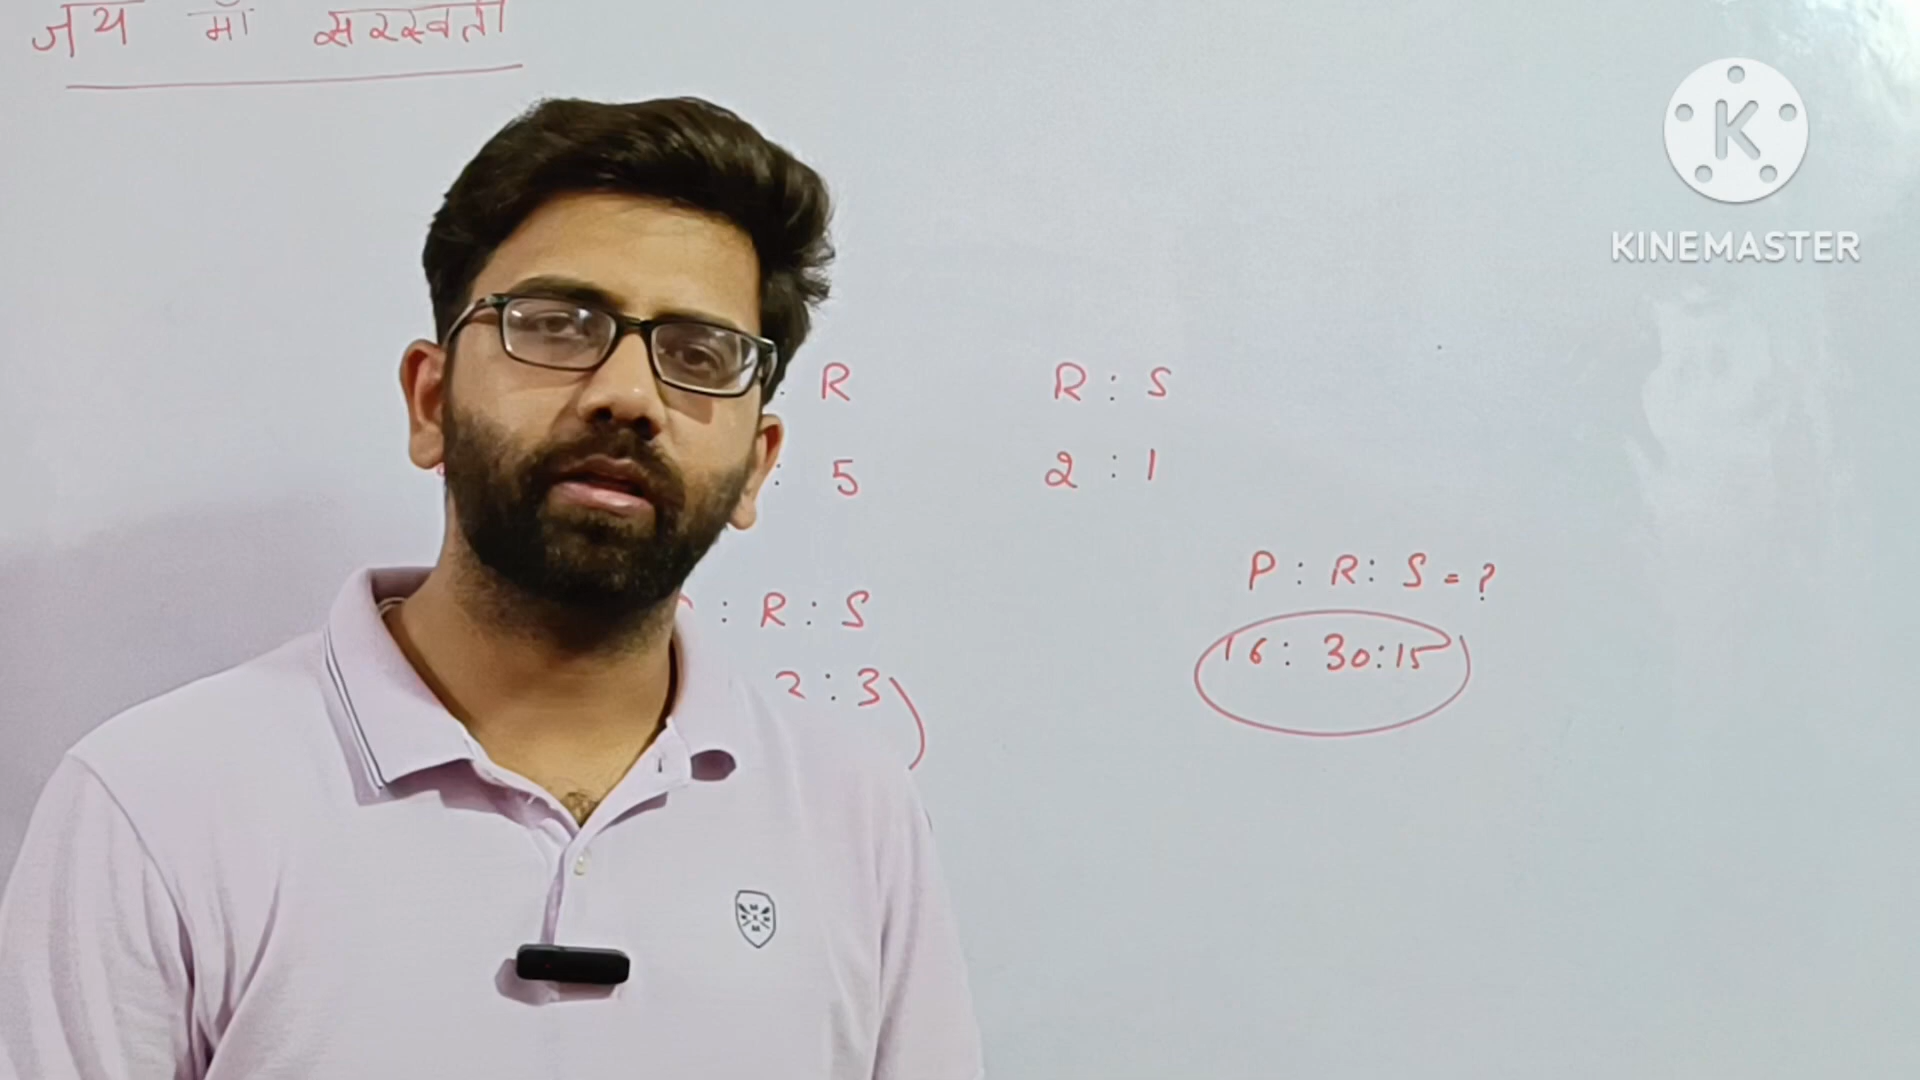 जय माँ सरस्वती
KINEMASTER
: R R : S
: 5 2 : 1
P : R : S = ?
: R : S
16 : 30 : 15
2 : 3